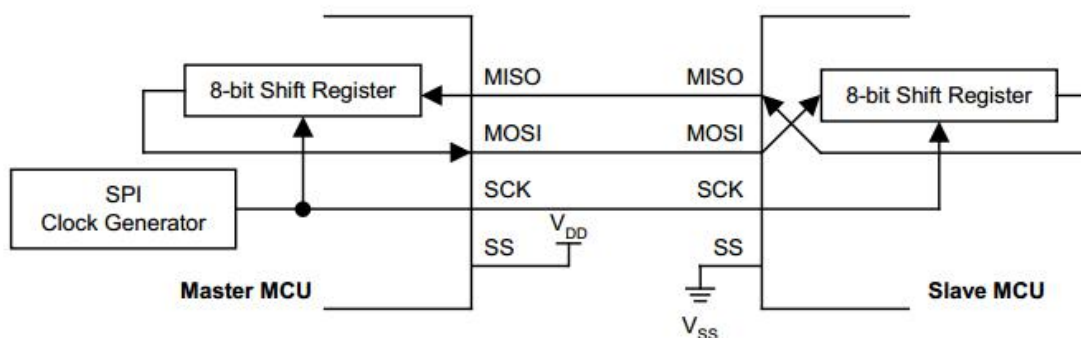 MISO MISO
8-bit Shift Register 8-bit Shift Register
MOSI MOSI
SPI
Clock Generator
SCK SCK
VDD
SS SS
Master MCU Slave MCU
VSS